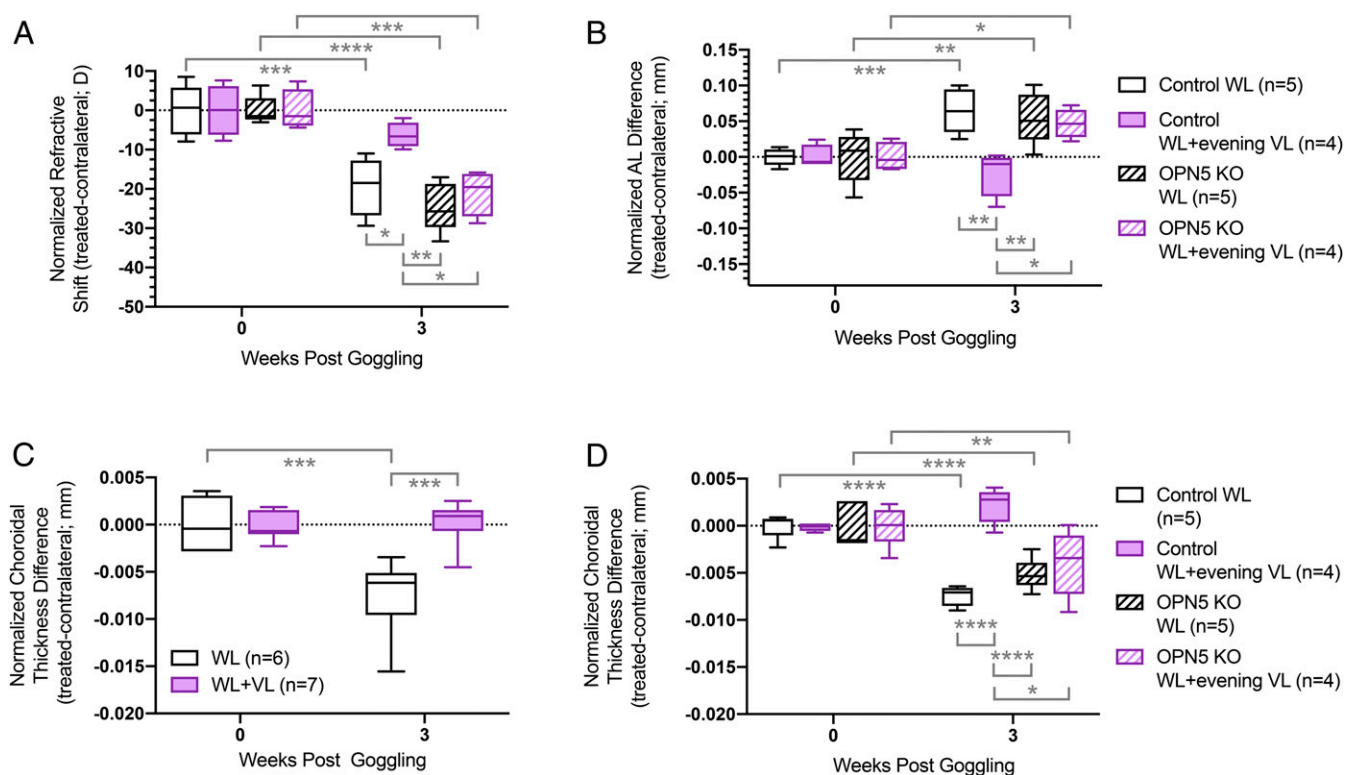 A
***
****
***
Normalized Refractive
Shift (treated-contralateral; D)
10
0
-10
-20
-30
-40
-50
*
**
*
0
3
Weeks Post Goggling
B
*
**
***
Normalized AL Difference
(treated-contralateral; mm)
0.15
0.10
0.05
0.00
-0.05
-0.10
-0.15
**
**
*
0
3
Weeks Post Goggling
Control WL (n=5)
Control
WL+evening VL (n=4)
OPN5 KO
WL (n=5)
OPN5 KO
WL+evening VL (n=4)
C
***
***
Normalized Choroidal
Thickness Difference
(treated-contralateral; mm)
0.005
0.000
-0.005
-0.010
-0.015
-0.020
WL (n=6)
WL+VL (n=7)
0
3
Weeks Post Goggling
D
**
****
****
Normalized Choroidal
Thickness Difference
(treated-contralateral; mm)
0.005
0.000
-0.005
-0.010
-0.015
-0.020
****
****
*
0
3
Weeks Post Goggling
Control WL
(n=5)
Control
WL+evening VL (n=4)
OPN5 KO
WL (n=5)
OPN5 KO
WL+evening VL (n=4)